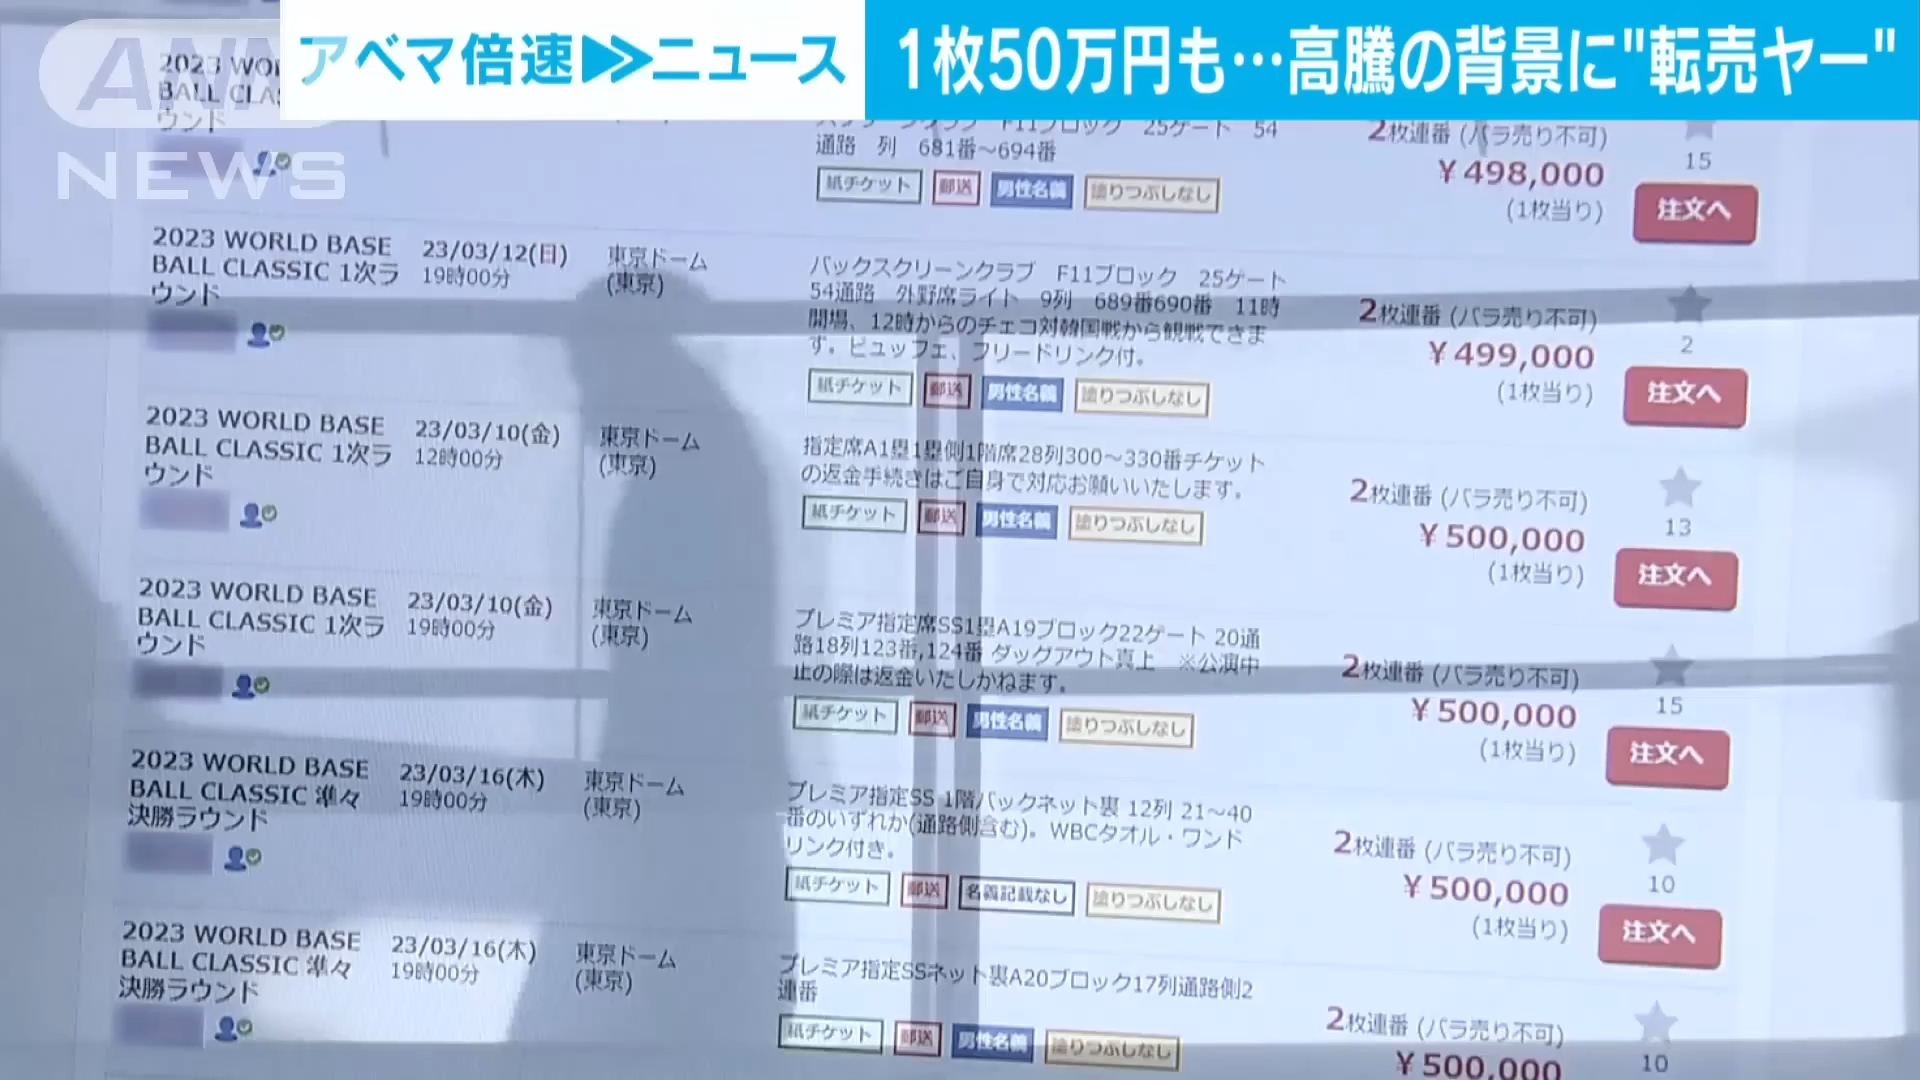 ANN NEWS
アベマ倍速▶≫ニュース
1枚50万円も…高騰の背景に"転売ヤー"
2023 WO
BALL CLAS
ウンド
F11ブロック 25ゲート 54
通路 列 681番～694番
紙チケット 郵送 男性名義 塗りつぶしなし
2枚連番 (バラ売り不可)
￥498,000
(1枚当り)
15
注文へ
2023 WORLD BASE
BALL CLASSIC 1次ラ
ウンド
23/03/12(日)
19時00分
東京ドーム
(東京)
バックスクリーンクラブ F11ブロック 25ゲート
54通路 外野席ライト 9列 689番690番 11時
開場、12時からのチェコ対韓国戦から観戦できま
す。ビュッフェ、フリードリンク付。
紙チケット 郵送 男性名義 塗りつぶしなし
2枚連番 (バラ売り不可)
￥499,000
(1枚当り)
2
注文へ
2023 WORLD BASE
BALL CLASSIC 1次ラ
ウンド
23/03/10(金)
12時00分
東京ドーム
(東京)
指定席A1塁1塁側1階席28列300～330番チケット
の返金手続きはご自身で対応お願いいたします。
紙チケット 郵送 男性名義 塗りつぶしなし
2枚連番 (バラ売り不可)
￥500,000
(1枚当り)
13
注文へ
2023 WORLD BASE
BALL CLASSIC 1次ラ
ウンド
23/03/10(金)
19時00分
東京ドーム
(東京)
プレミア指定席SS1塁A19ブロック22ゲート 20通
路18列123番,124番 ダッグアウト真上 ※公演中
止の際は返金いたしかねます。
紙チケット 郵送 男性名義 塗りつぶしなし
2枚連番 (バラ売り不可)
￥500,000
(1枚当り)
15
注文へ
2023 WORLD BASE
BALL CLASSIC 準々
決勝ラウンド
23/03/16(木)
19時00分
東京ドーム
(東京)
プレミア指定SS 1階バックネット裏 12列 21～40
番のいずれか(通路側含む)。WBCタオル・ワンド
リンク付き。
紙チケット 郵送 名義記載なし 塗りつぶしなし
2枚連番 (バラ売り不可)
￥500,000
(1枚当り)
10
注文へ
2023 WORLD BASE
BALL CLASSIC 準々
決勝ラウンド
23/03/16(木)
19時00分
東京ドーム
(東京)
プレミア指定SSネット裏A20ブロック17列通路側2
連番
紙チケット 郵送 男性名義 塗りつぶしなし
2枚連番 (バラ売り不可)
￥500,000
10